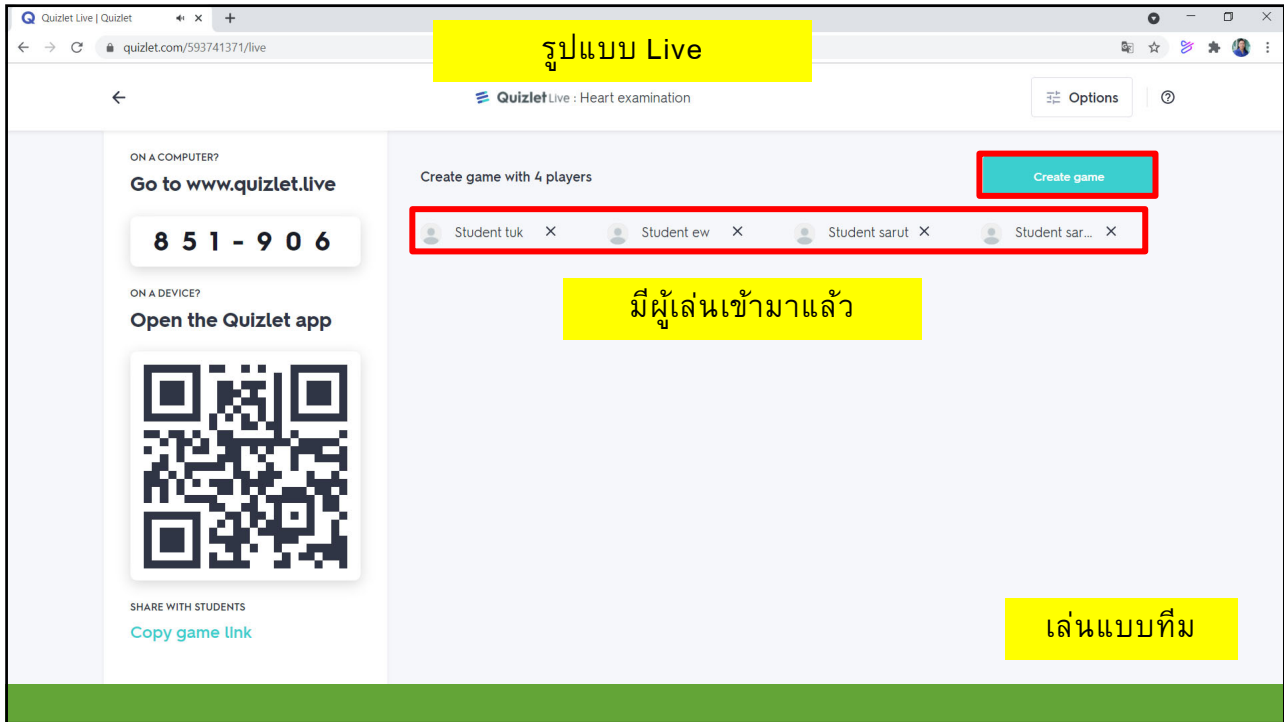 Quizlet Live | Quizlet
quizlet.com/593741371/live
รูปแบบ Live
Quizlet Live : Heart examination
Options
ON A COMPUTER?
Go to www.quizlet.live
851-906
ON A DEVICE?
Open the Quizlet app
SHARE WITH STUDENTS
Copy game link
Create game with 4 players
Create game
Student tuk
Student ew
Student sarut
Student sar...
มีผู้เล่นเข้ามาแล้ว
เล่นแบบทีม